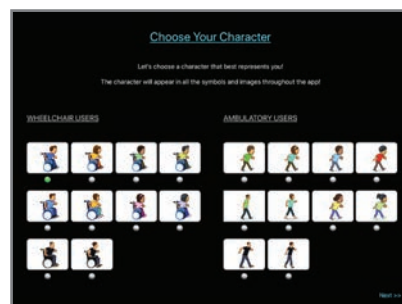 Choose Your Character
Let's choose a character that best represents you!
The character will appear in all the symbols and images throughout the app!
WHEELCHAIR USERS
AMBULATORY USERS
Next >>